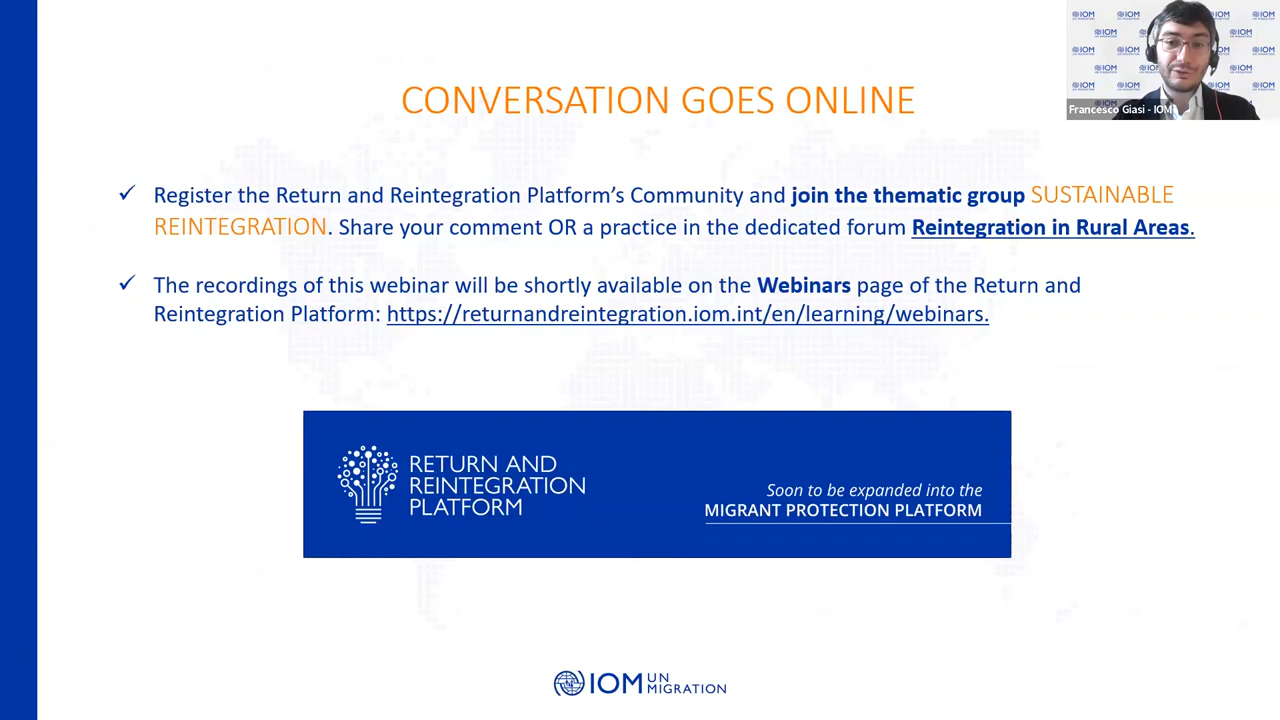 CONVERSATION GOES ONLINE
✓ Register the Return and Reintegration Platform's Community and join the thematic group SUSTAINABLE
REINTEGRATION. Share your comment OR a practice in the dedicated forum Reintegration in Rural Areas.
✓ The recordings of this webinar will be shortly available on the Webinars page of the Return and
Reintegration Platform: https://returnandreintegration.iom.int/en/learning/webinars.
RETURN AND
REINTEGRATION
PLATFORM
Soon to be expanded into the
MIGRANT PROTECTION PLATFORM
IOM UN
MIGRATION
Francesco Giasi - IOM